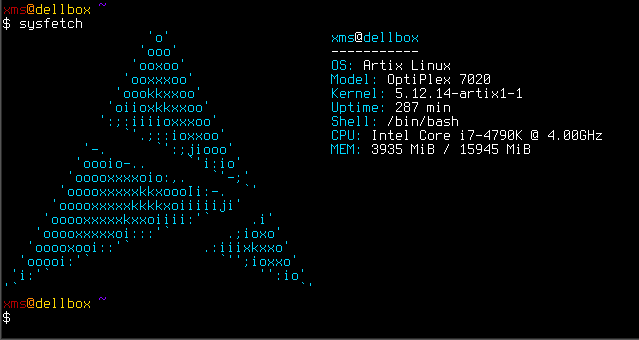 xms@dellbox ~
$ sysfetch
'o'
'ooo'
'ooxoo'
'ooxxxoo'
'oookkxxoo'
'oiioxkkxxoo'
':;:iiiioxxxoo'
`'.;::ioxxoo'
'-. `':;jiooo'
'oooio-.. `'i:io'
'ooooxxxxoio:,. `'-;'
'ooooxxxxxkkxoooIi:-. `'
'ooooxxxxxkkkkxoiiiiiji'
'ooooxxxxxkxxoiiii:'` .i'
'ooooxxxxxoi:::'` .;ioxo'
'ooooxooi::'` .:iiixkxxo'
'ooooi:'` `'';ioxxo'
'i:'` '':io'
'` `'
xms@dellbox
-----------
OS: Artix Linux
Model: OptiPlex 7020
Kernel: 5.12.14-artix1-1
Uptime: 287 min
Shell: /bin/bash
CPU: Intel Core i7-4790K @ 4.00GHz
MEM: 3935 MiB / 15945 MiB
xms@dellbox ~
$